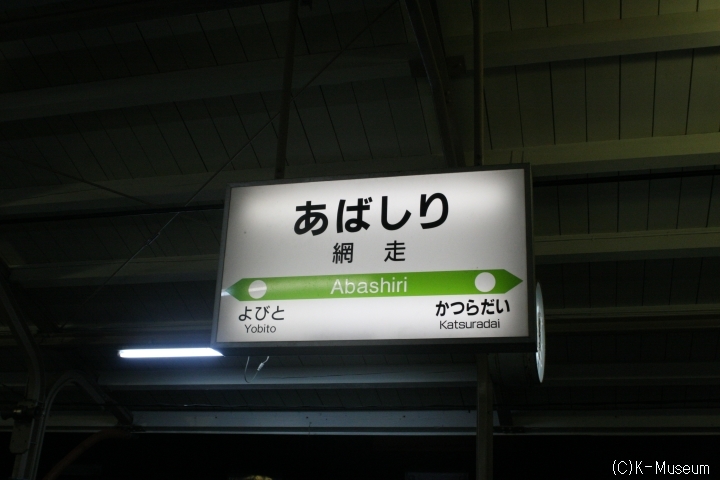 あばしり
網走
Abashiri
よびと
Yobito
かつらだい
Katsuradai
(C)K-Museum